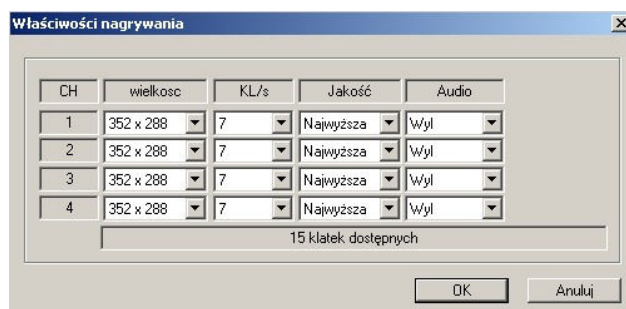 Właściwości nagrywania
CH wielkosc KL/s Jakość Audio
1 352 x 288 7 Najwyższa Wyl
2 352 x 288 7 Najwyższa Wyl
3 352 x 288 7 Najwyższa Wyl
4 352 x 288 7 Najwyższa Wyl
15 klatek dostępnych
OK Anuluj